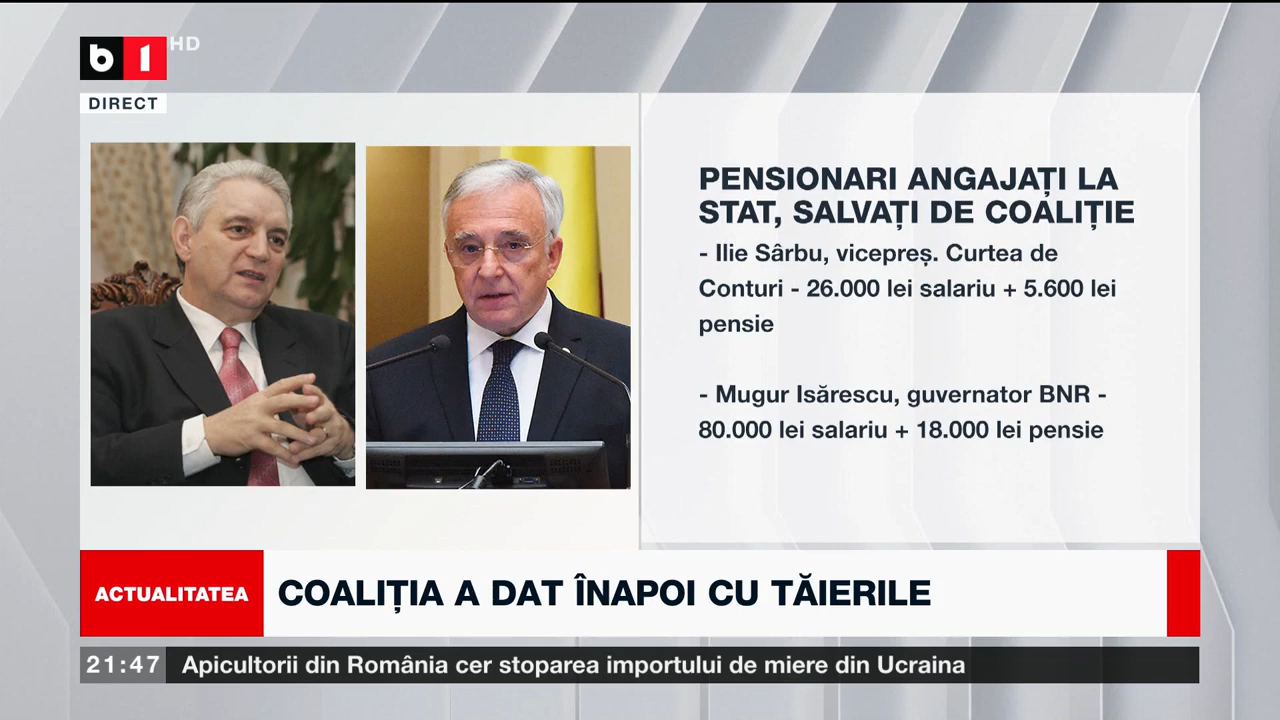 b1 HD
DIRECT
PENSIONARI ANGAJAȚI LA
STAT, SALVAȚI DE COALIȚIE
- Ilie Sârbu, vicepreș. Curtea de
Conturi - 26.000 lei salariu + 5.600 lei
pensie
- Mugur Isărescu, guvernator BNR -
80.000 lei salariu + 18.000 lei pensie
ACTUALITATEA
COALIȚIA A DAT ÎNAPOI CU TĂIERILE
21:47 Apicultorii din România cer stoparea importului de miere din Ucraina